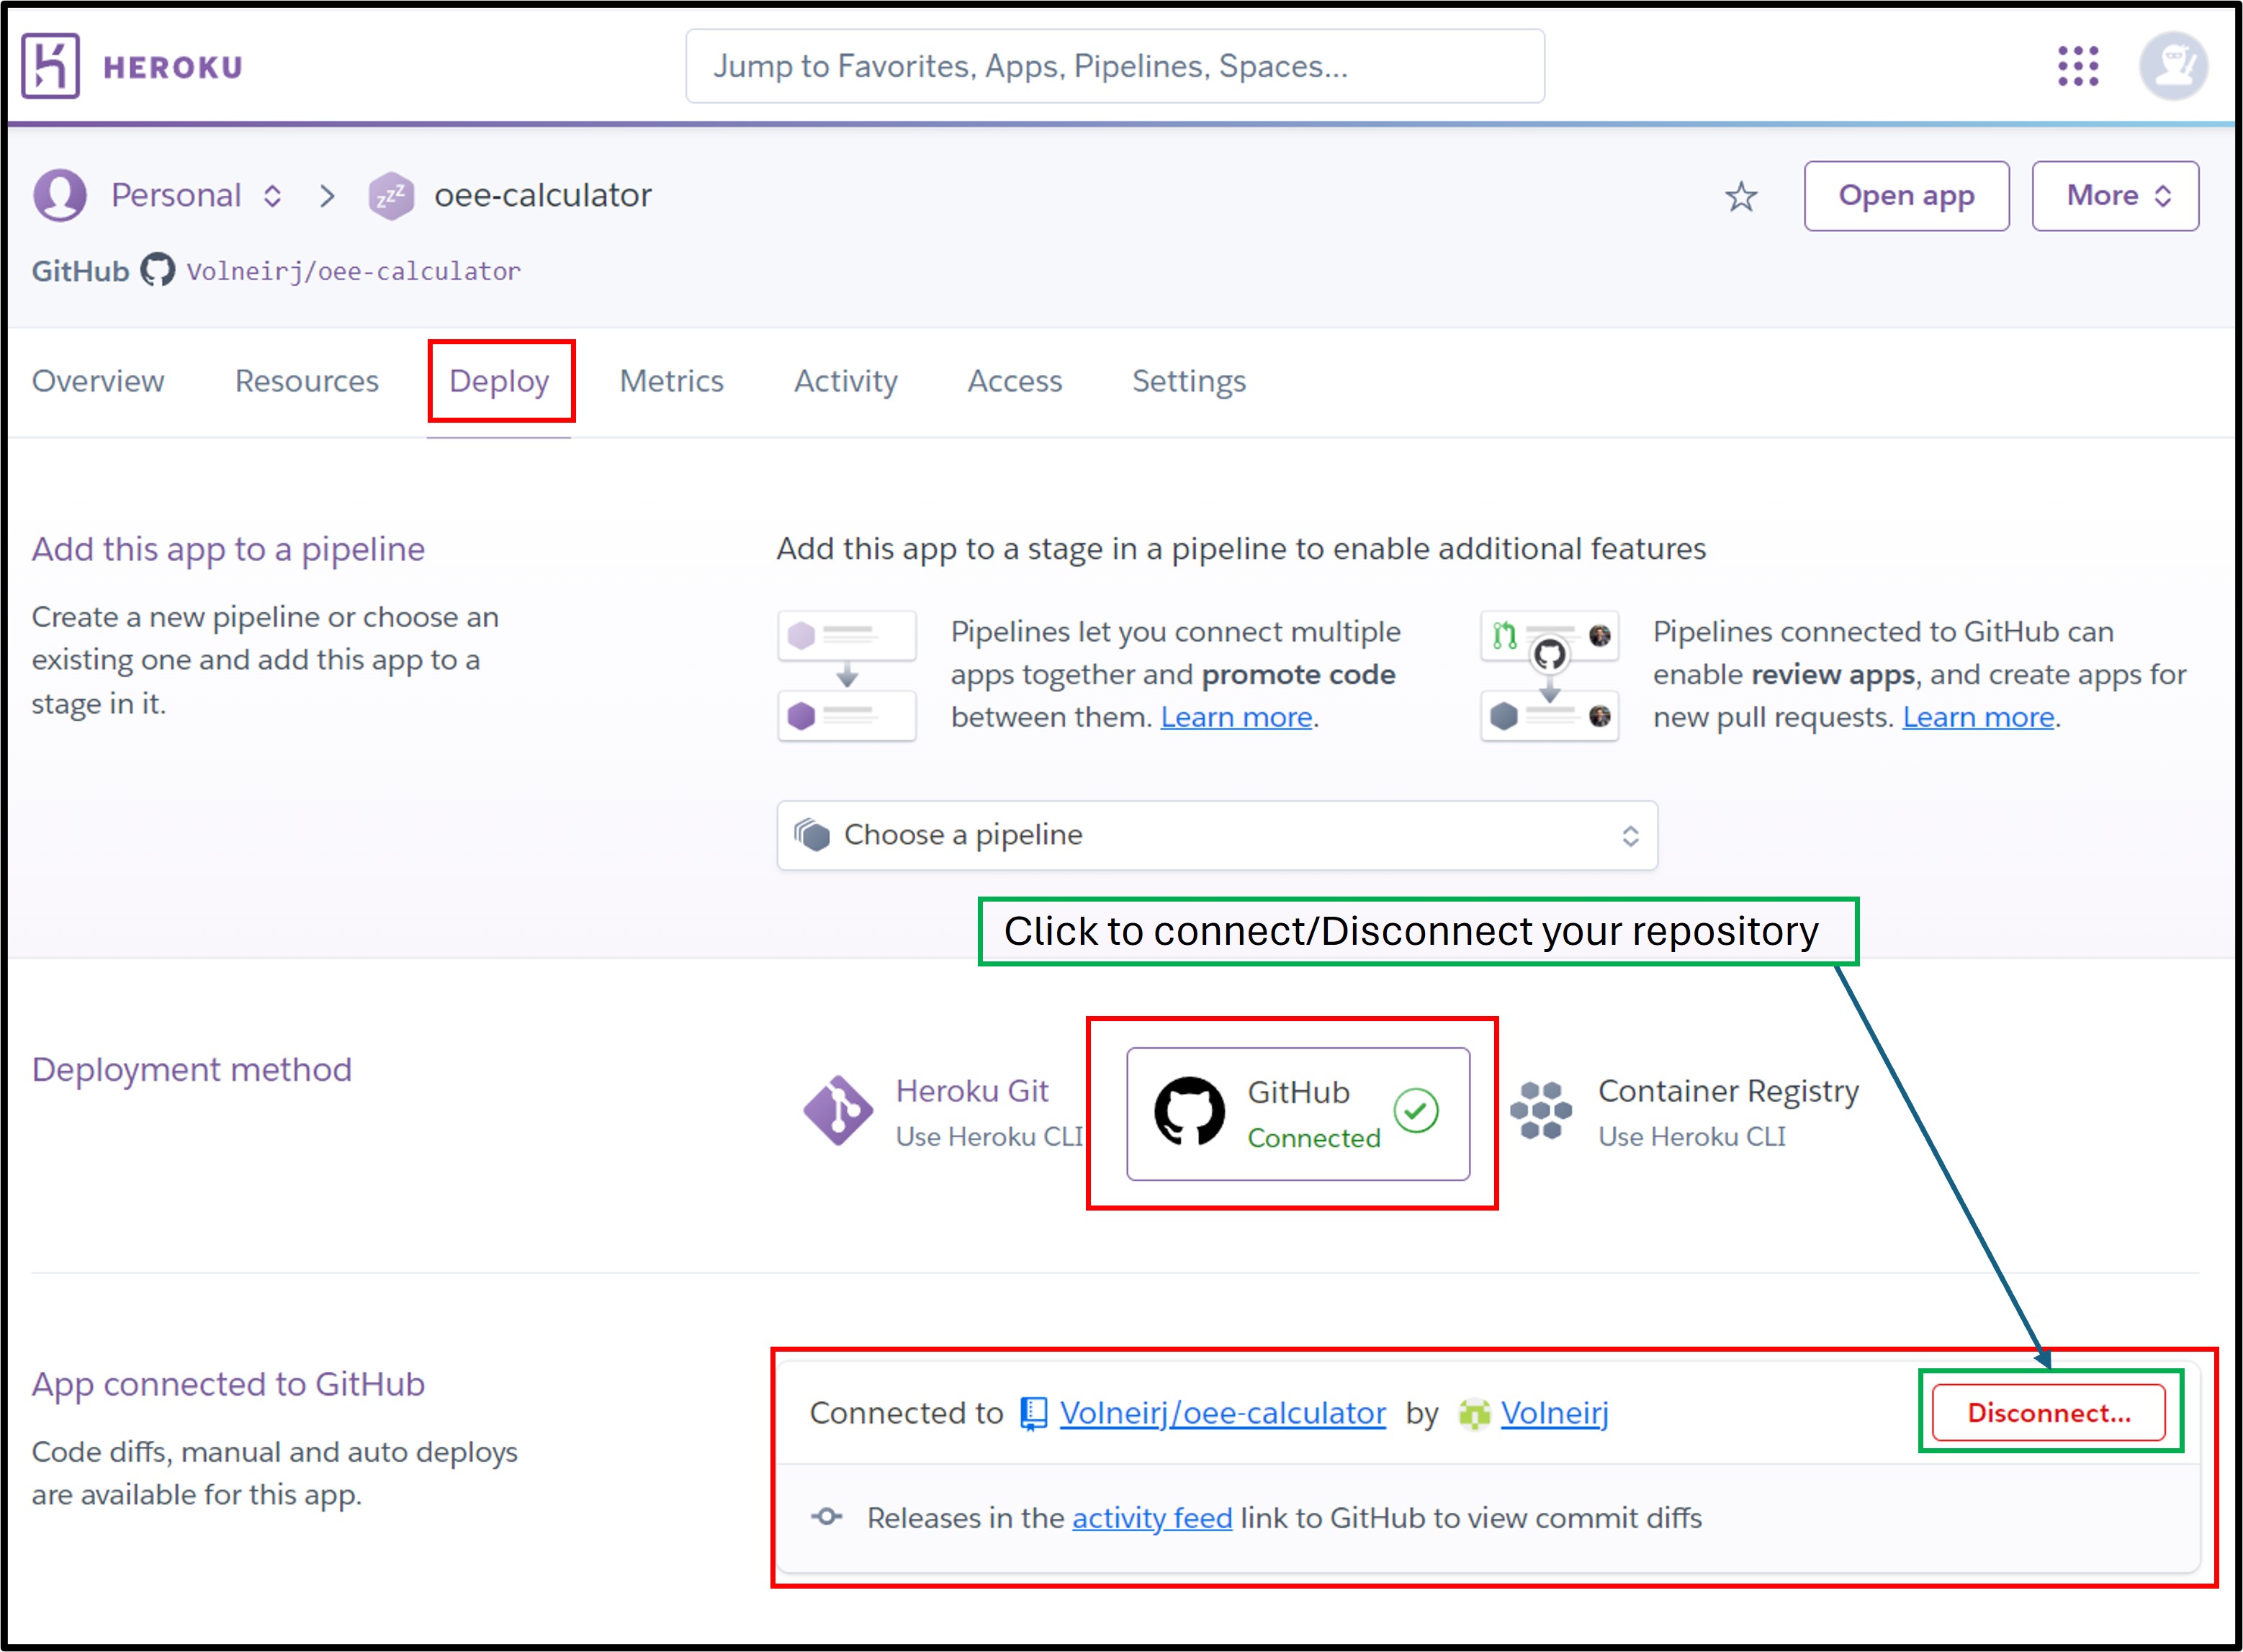 HEROKU
Jump to Favorites, Apps, Pipelines, Spaces...
Personal
zzZ
oee-calculator
Open app
More
GitHub Volneirj/oee-calculator
Overview
Resources
Deploy
Metrics
Activity
Access
Settings
Add this app to a pipeline
Create a new pipeline or choose an
existing one and add this app to a
stage in it.
Add this app to a stage in a pipeline to enable additional features
Pipelines let you connect multiple
apps together and promote code
between them. Learn more.
Pipelines connected to GitHub can
enable review apps, and create apps for
new pull requests. Learn more.
Choose a pipeline
Click to connect/Disconnect your repository
Deployment method
Heroku Git
Use Heroku CLI
GitHub
Connected
Container Registry
Use Heroku CLI
App connected to GitHub
Code diffs, manual and auto deploys
are available for this app.
Connected to Volneirj/oee-calculator by Volneirj
Disconnect...
Releases in the activity feed link to GitHub to view commit diffs